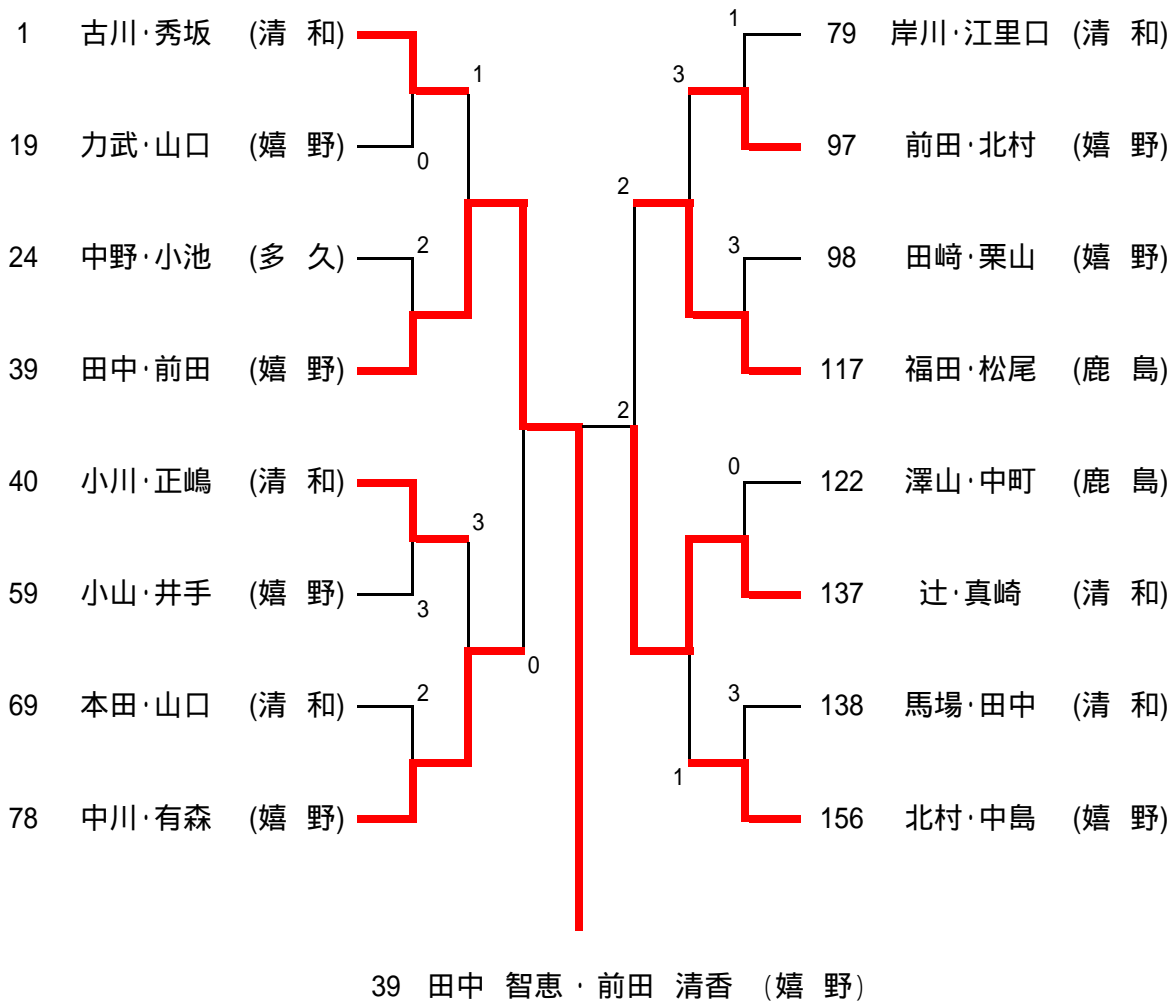 1 古川・秀坂 (清 和)
1
79 岸川・江里口 (清 和)
1
3
19 力武・山口 (嬉 野)
0
97 前田・北村 (嬉 野)
2
24 中野・小池 (多 久)
2
3
98 田﨑・栗山 (嬉 野)
39 田中・前田 (嬉 野)
117 福田・松尾 (鹿 島)
2
40 小川・正嶋 (清 和)
0
122 澤山・中町 (鹿 島)
3
59 小山・井手 (嬉 野)
3
137 辻・真崎 (清 和)
0
69 本田・山口 (清 和)
2
3
138 馬場・田中 (清 和)
1
78 中川・有森 (嬉 野)
156 北村・中島 (嬉 野)
39 田中 智恵・前田 清香 (嬉 野)